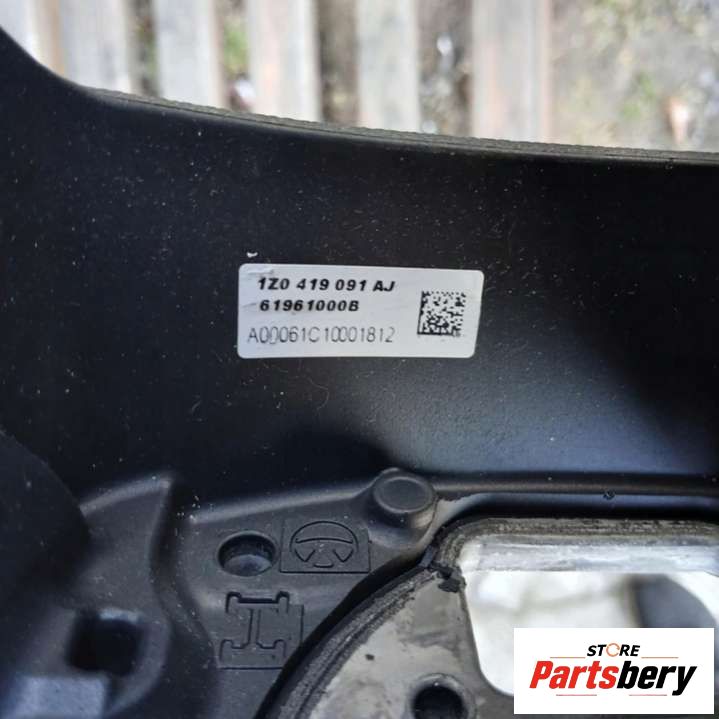 1Z0 419 091 AJ
61961000B
A00061C10001812
STORE
Partsbery